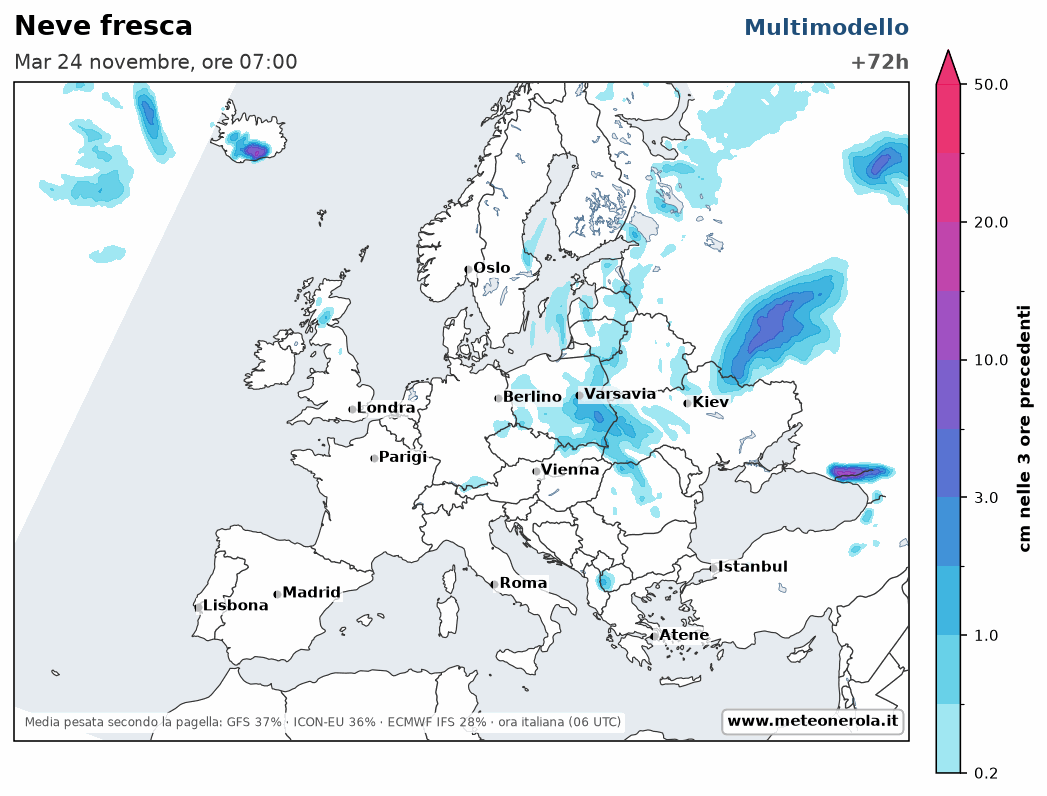 Neve fresca
Multimodello
Mar 24 novembre, ore 07:00
+72h
50.0
20.0
10.0
3.0
1.0
0.2
cm nelle 3 ore precedenti
Oslo
Berlino
Varsavia
Kiev
Londra
Parigi
Vienna
Istanbul
Roma
Madrid
Lisbona
Atene
Media pesata secondo la pagella: GFS 37% · ICON-EU 36% · ECMWF IFS 28% · ora italiana (06 UTC)
www.meteonerola.it